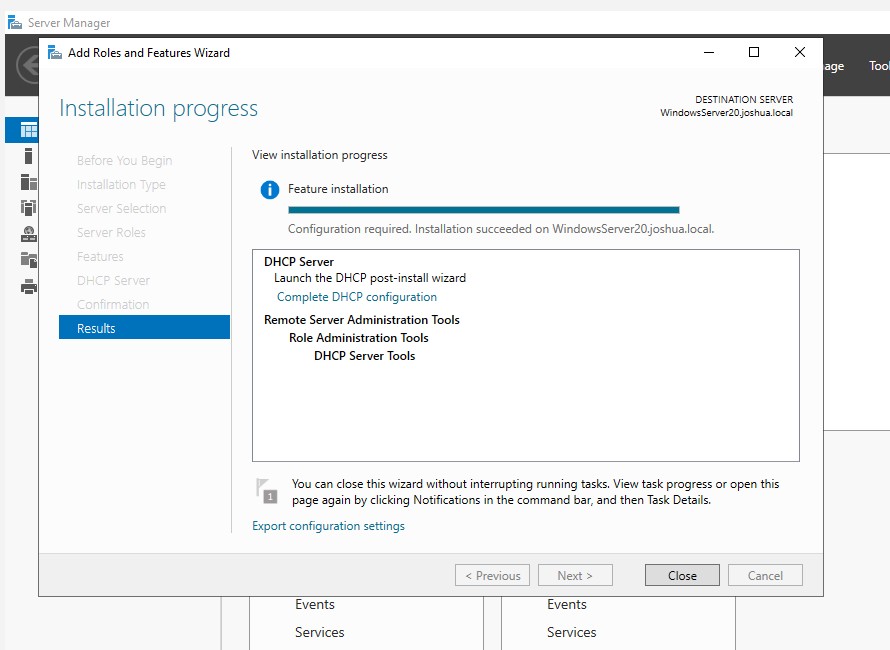 Server Manager
Add Roles and Features Wizard
Installation progress
DESTINATION SERVER
WindowsServer20.joshua.local
Before You Begin
Installation Type
Server Selection
Server Roles
Features
DHCP Server
Confirmation
Results
View installation progress
Feature installation
Configuration required. Installation succeeded on WindowsServer20.joshua.local.
DHCP Server
Launch the DHCP post-install wizard
Complete DHCP configuration
Remote Server Administration Tools
Role Administration Tools
DHCP Server Tools
1
You can close this wizard without interrupting running tasks. View task progress or open this
page again by clicking Notifications in the command bar, and then Task Details.
Export configuration settings
< Previous
Next >
Close
Cancel
Events
Services
Events
Services